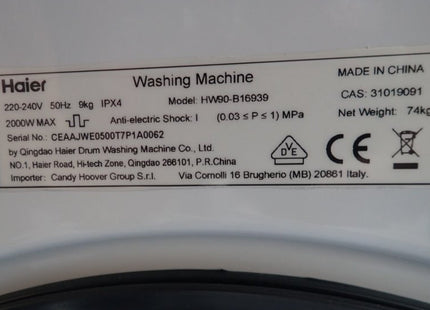 Haier
Washing Machine
MADE IN CHINA
220-240V 50Hz 9kg IPX4
Model: HW90-B16939
CAS: 31019091
2000W MAX
Anti-electric Shock: I
(0.03 ≤ P ≤ 1) MPa
Net Weight: 74kg
Serial No.: CEAAJWE0500T7P1A0062
by Qingdao Haier Drum Washing Machine Co., Ltd.
NO.1, Haier Road, Hi-tech Zone, Qingdao 266101, P.R.China
Importer: Candy Hoover Group S.r.l.
Via Comolli 16 Brugherio (MB) 20861 Italy.
VDE
CE